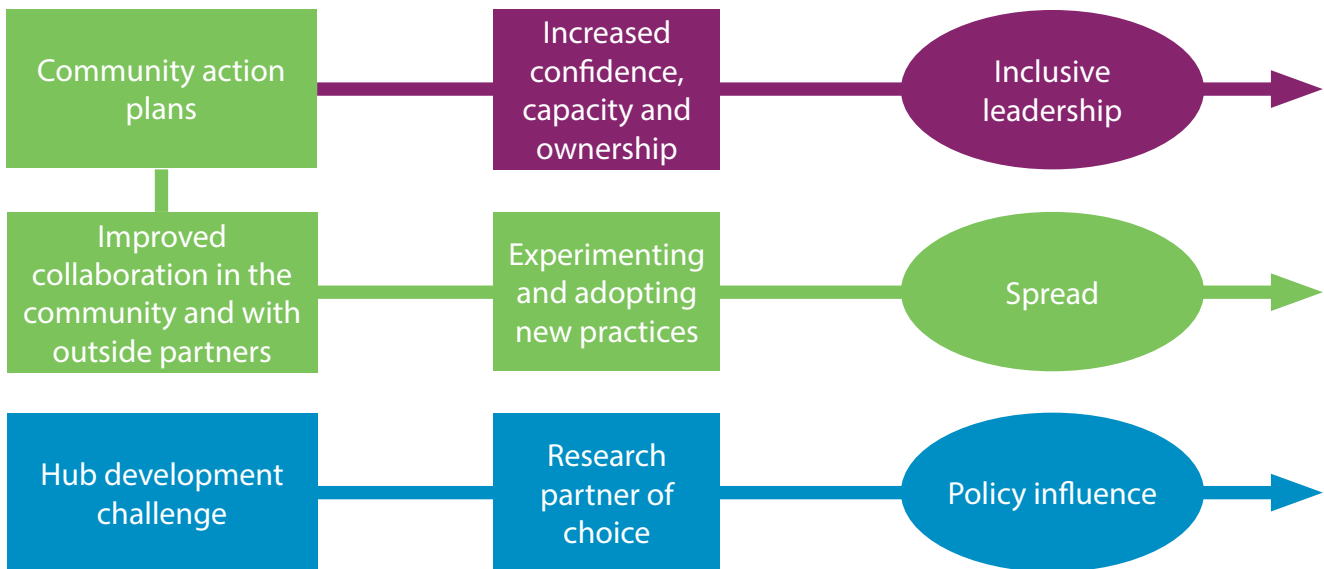 Community action
plans
Increased
confidence,
capacity and
ownership
Inclusive
leadership
Improved
collaboration in the
community and with
outside partners
Experimenting
and adopting
new practices
Spread
Hub development
challenge
Research
partner of
choice
Policy influence